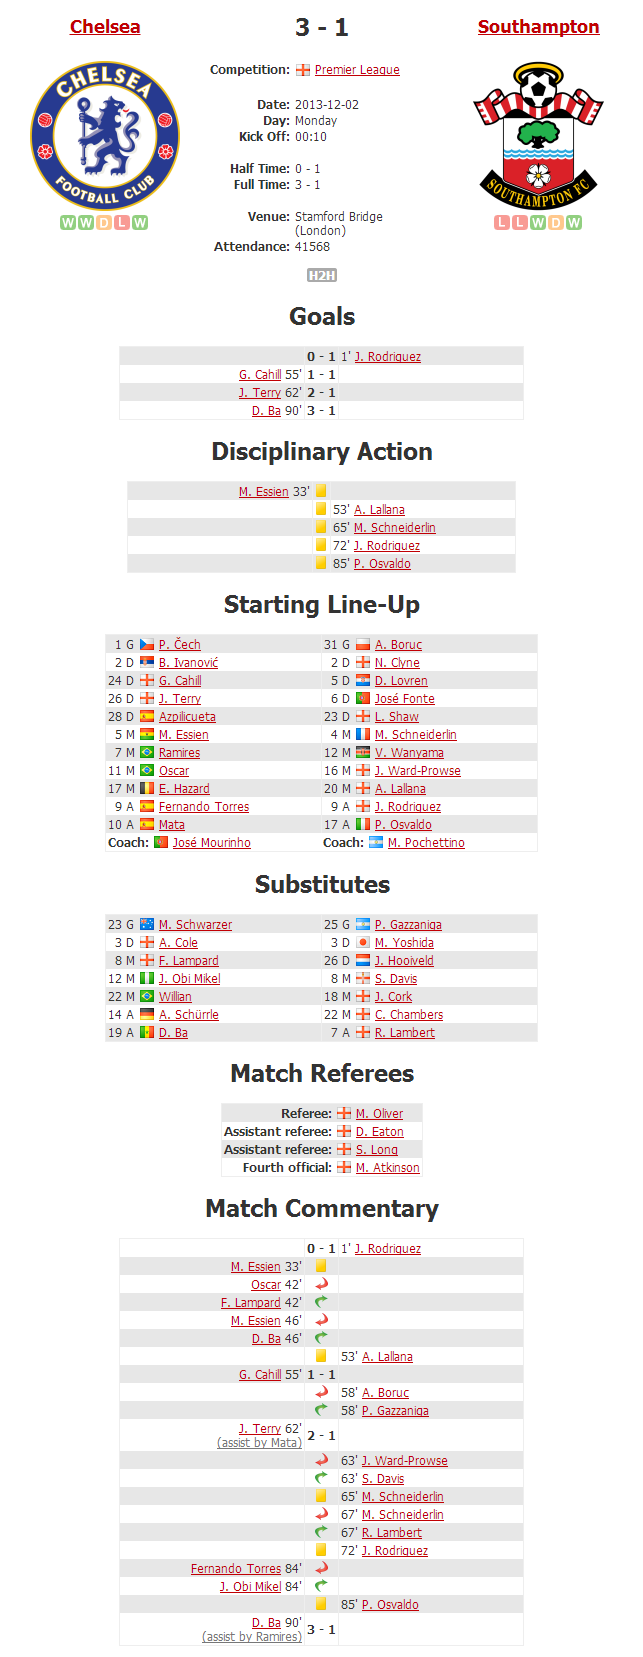 Chelsea 3 - 1 Southampton
Competition: Premier League
Date: 2013-12-02
Day: Monday
Kick Off: 00:10
Half Time: 0 - 1
Full Time: 3 - 1
Venue: Stamford Bridge
(London)
Attendance: 41568
CHELSEA
FOOTBALL CLUB
W W D L W
SOUTHAMPTON FC
L L W D W
H2H
Goals
0 - 1 1' J. Rodriguez
G. Cahill 55' 1 - 1
J. Terry 62' 2 - 1
D. Ba 90' 3 - 1
Disciplinary Action
M. Essien 33'
53' A. Lallana
65' M. Schneiderlin
72' J. Rodriguez
85' P. Osvaldo
Starting Line-Up
1 G P. Čech 31 G A. Boruc
2 D B. Ivanović 2 D N. Clyne
24 D G. Cahill 5 D D. Lovren
26 D J. Terry 6 D José Fonte
28 D Azpilicueta 23 D L. Shaw
5 M M. Essien 4 M M. Schneiderlin
7 M Ramires 12 M V. Wanyama
11 M Oscar 16 M J. Ward-Prowse
17 M E. Hazard 20 M A. Lallana
9 A Fernando Torres 9 A J. Rodriguez
10 A Mata 17 A P. Osvaldo
Coach: José Mourinho Coach: M. Pochettino
Substitutes
23 G M. Schwarzer 25 G P. Gazzaniga
3 D A. Cole 3 D M. Yoshida
8 M F. Lampard 26 D J. Hooiveld
12 M J. Obi Mikel 8 M S. Davis
22 M Willian 18 M J. Cork
14 A A. Schürrle 22 M C. Chambers
19 A D. Ba 7 A R. Lambert
Match Referees
Referee: M. Oliver
Assistant referee: D. Eaton
Assistant referee: S. Long
Fourth official: M. Atkinson
Match Commentary
0 - 1 1' J. Rodriguez
M. Essien 33'
Oscar 42'
F. Lampard 42'
M. Essien 46'
D. Ba 46'
53' A. Lallana
G. Cahill 55' 1 - 1
58' A. Boruc
58' P. Gazzaniga
J. Terry 62' 2 - 1
(assist by Mata)
63' J. Ward-Prowse
63' S. Davis
65' M. Schneiderlin
67' M. Schneiderlin
67' R. Lambert
72' J. Rodriguez
Fernando Torres 84'
J. Obi Mikel 84'
85' P. Osvaldo
D. Ba 90' 3 - 1
(assist by Ramires)